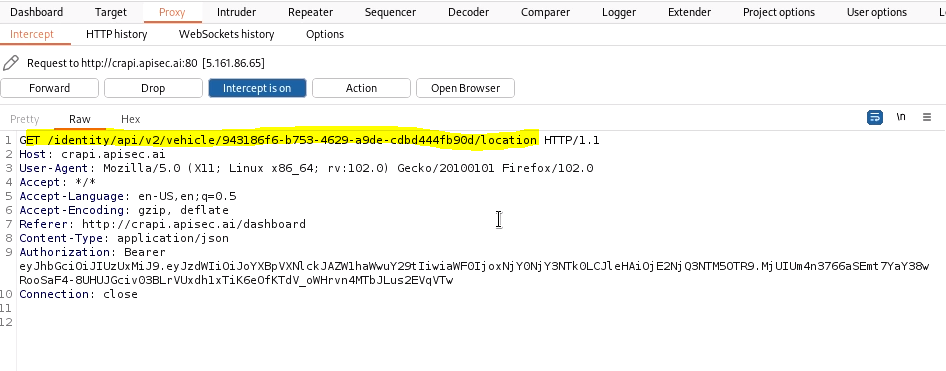 Dashboard Target Proxy Intruder Repeater Sequencer Decoder Comparer Logger Extender Project options User options
Intercept HTTP history WebSockets history Options
Request to http://crapi.apisec.ai:80 [5.161.86.65]
Forward Drop Intercept is on Action Open Browser
Pretty Raw Hex \n
1 GET /identity/api/v2/vehicle/943186f6-b753-4629-a9de-cdbd444fb90d/location HTTP/1.1
2 Host: crapi.apisec.ai
3 User-Agent: Mozilla/5.0 (X11; Linux x86_64; rv:102.0) Gecko/20100101 Firefox/102.0
4 Accept: */*
5 Accept-Language: en-US,en;q=0.5
6 Accept-Encoding: gzip, deflate
7 Referer: http://crapi.apisec.ai/dashboard
8 Content-Type: application/json
9 Authorization: Bearer
eyJhbGciOiJIUzUxMiJ9.eyJzdWIiOiJoYXBpVXNlckJAZW1haWwuY29tIiwiaWF0IjoxNjY0NjY3NTk0LCJleHAiOjE2NjQ3NTM5OTR9.MjUIUm4n3766aSEmt7YaY38w
RooSaF4-8UHUJGciv03BLrVUxdh1xTiK6eOfKTdV_oWHrvn4MTbJLus2EVqVTw
10 Connection: close
11
12